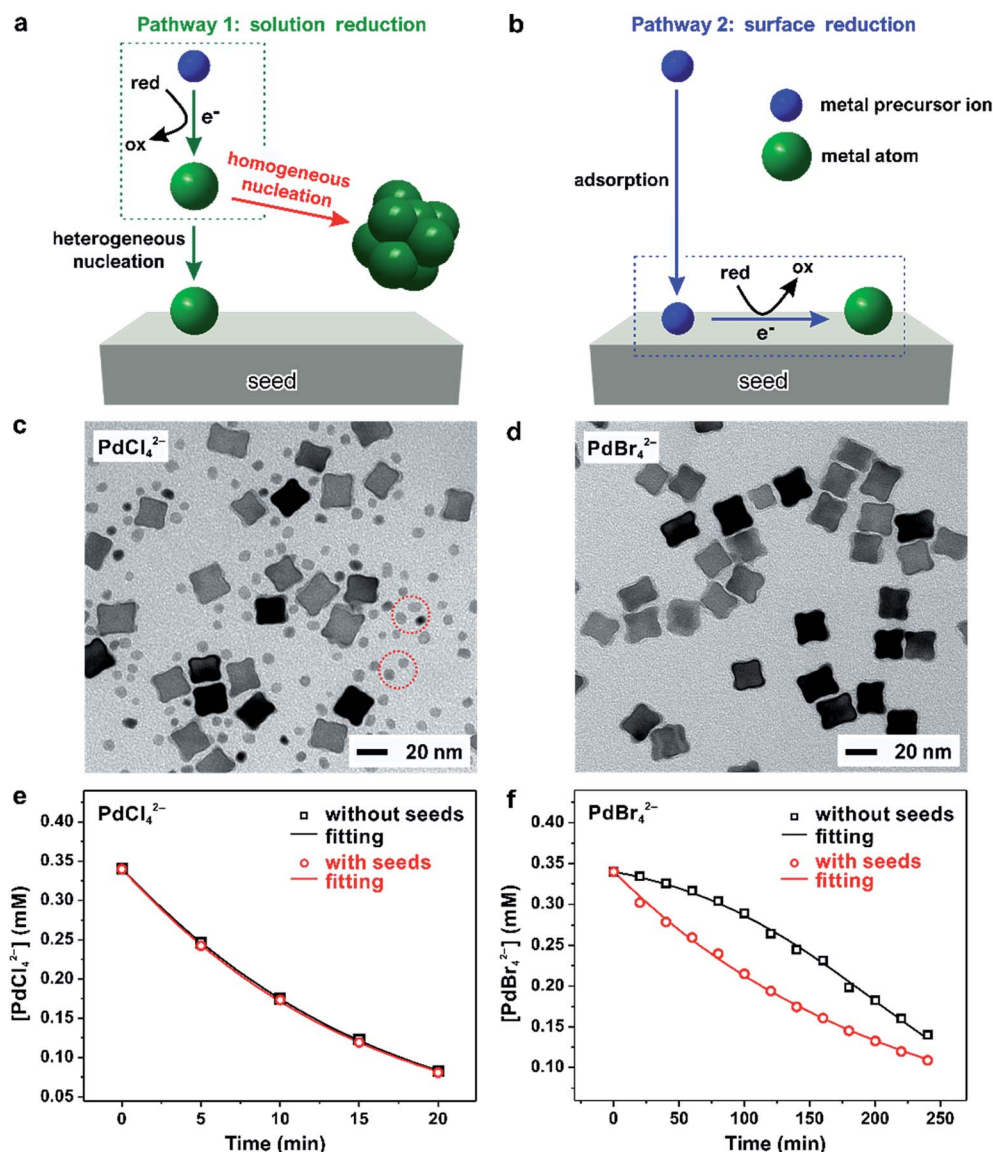 a
Pathway 1: solution reduction
red
e⁻
ox
homogeneous
nucleation
heterogeneous
nucleation
seed
b
Pathway 2: surface reduction
metal precursor ion
metal atom
adsorption
red
ox
e⁻
seed
c
PdCl₄²⁻
20 nm
d
PdBr₄²⁻
20 nm
e
PdCl₄²⁻
without seeds
fitting
with seeds
fitting
[PdCl₄²⁻] (mM)
0.40
0.35
0.30
0.25
0.20
0.15
0.10
0.05
0 5 10 15 20
Time (min)
f
PdBr₄²⁻
without seeds
fitting
with seeds
fitting
[PdBr₄²⁻] (mM)
0.40
0.35
0.30
0.25
0.20
0.15
0.10
0 50 100 150 200 250
Time (min)